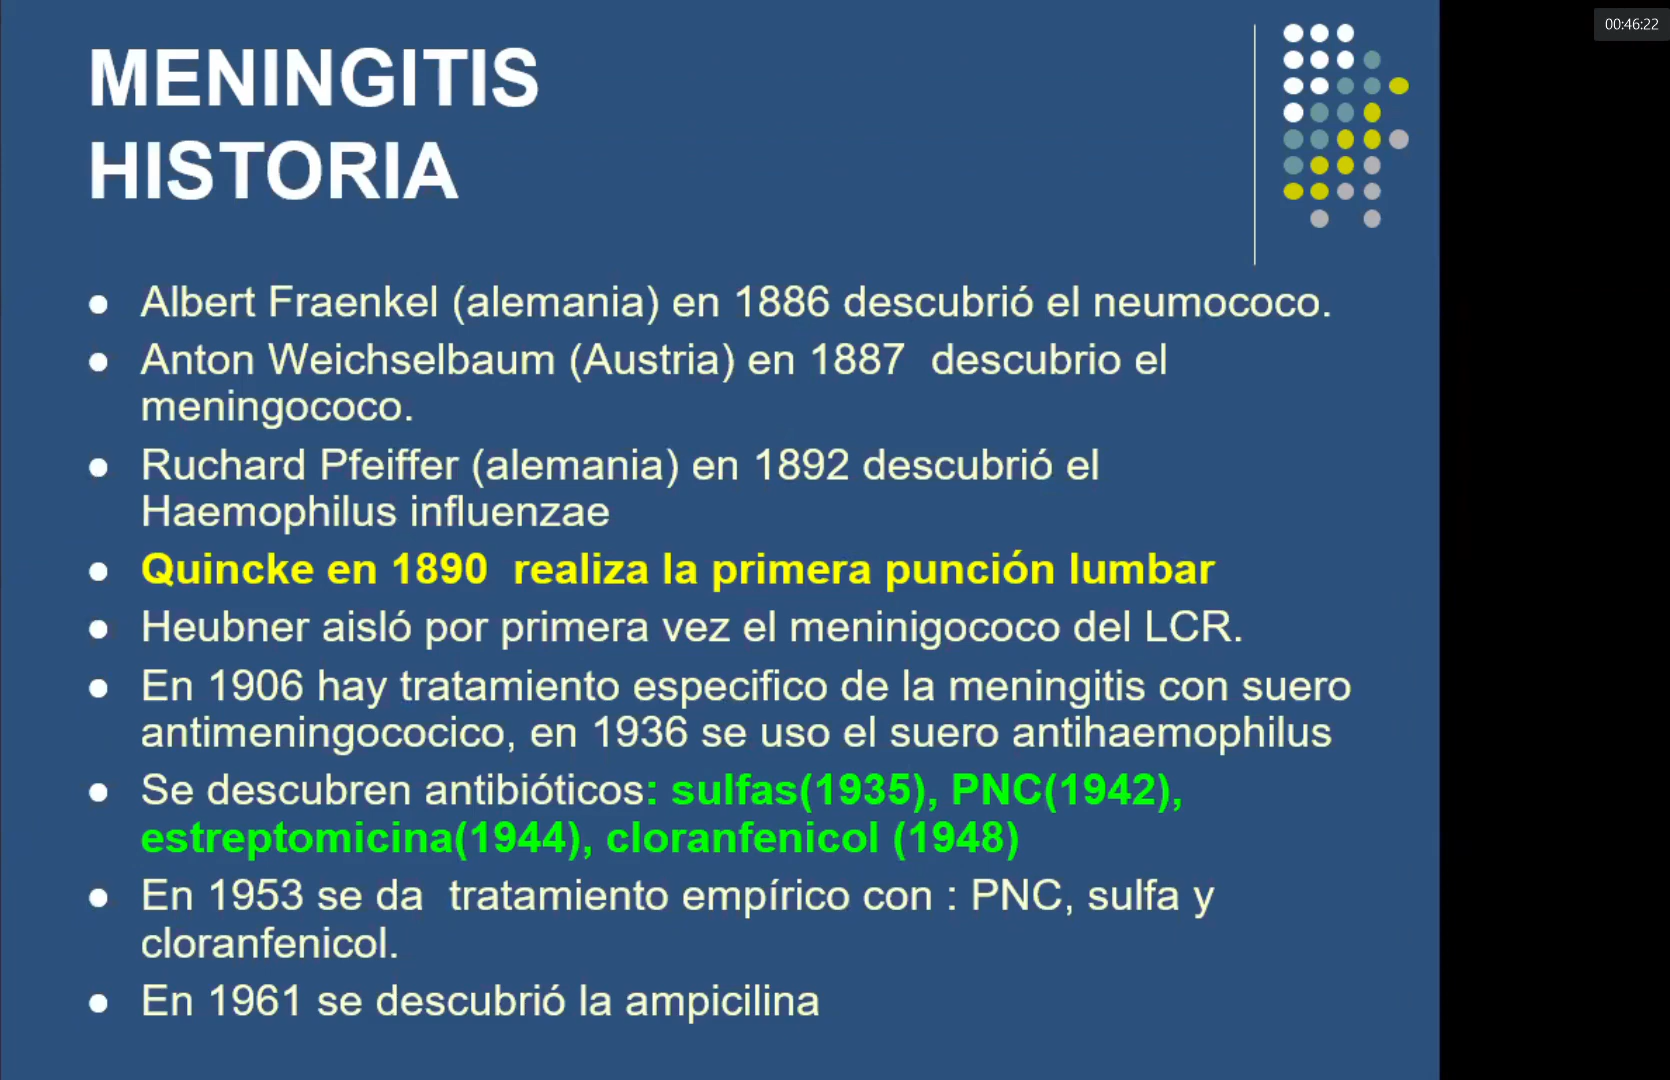 00:46:22
MENINGITIS
HISTORIA
● Albert Fraenkel (alemania) en 1886 descubrió el neumococo.
● Anton Weichselbaum (Austria) en 1887 descubrio el
meningococo.
● Ruchard Pfeiffer (alemania) en 1892 descubrió el
Haemophilus influenzae
● Quincke en 1890 realiza la primera punción lumbar
● Heubner aisló por primera vez el meninigococo del LCR.
● En 1906 hay tratamiento especifico de la meningitis con suero
antimeningococico, en 1936 se uso el suero antihaemophilus
● Se descubren antibióticos: sulfas(1935), PNC(1942),
estreptomicina(1944), cloranfenicol (1948)
● En 1953 se da tratamiento empírico con : PNC, sulfa y
cloranfenicol.
● En 1961 se descubrió la ampicilina